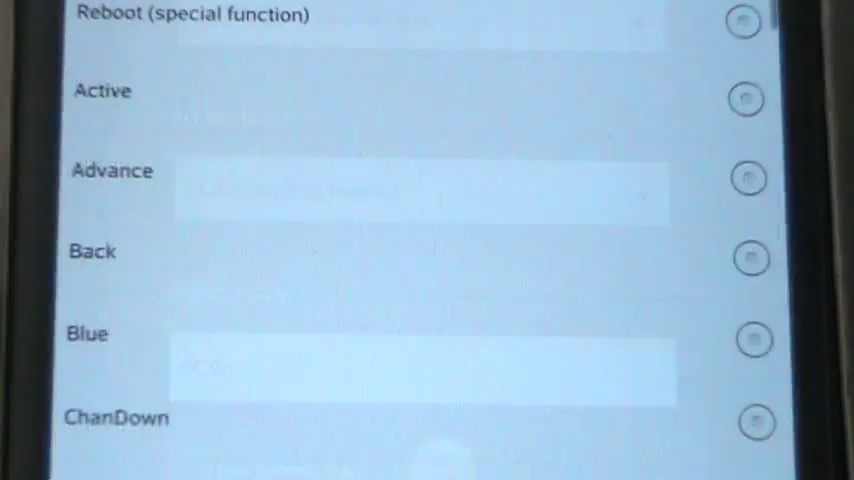 Reboot (special function)
Active
Advance
Back
Blue
ChanDown